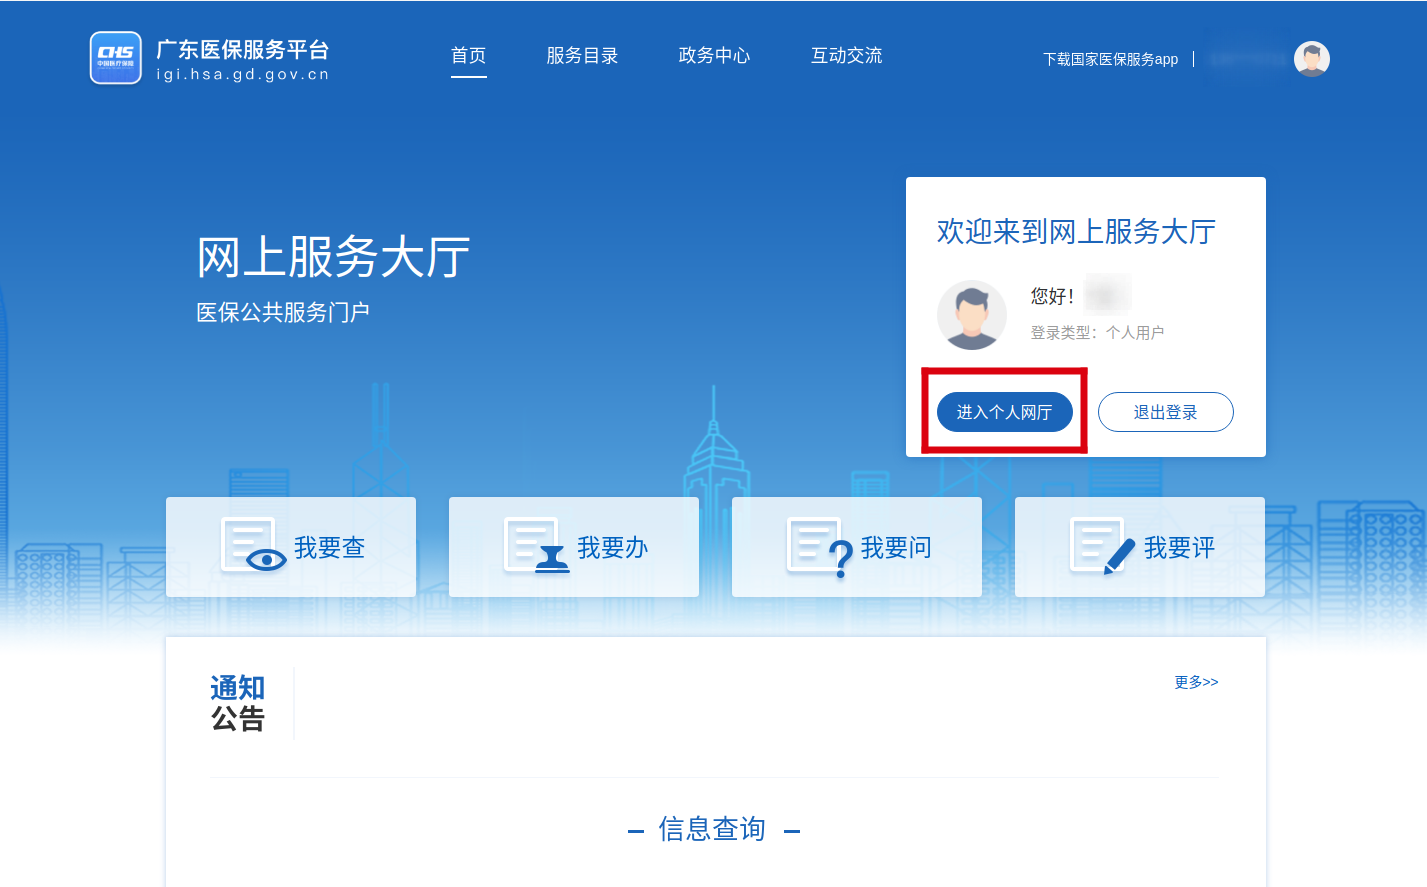 广东医保服务平台
igi.hsa.gd.gov.cn
CHS
中国医疗保障
首页
服务目录
政务中心
互动交流
下载国家医保服务app
网上服务大厅
医保公共服务门户
欢迎来到网上服务大厅
您好！
登录类型：个人用户
进入个人网厅
退出登录
我要查
我要办
我要问
我要评
通知
公告
更多>>
信息查询